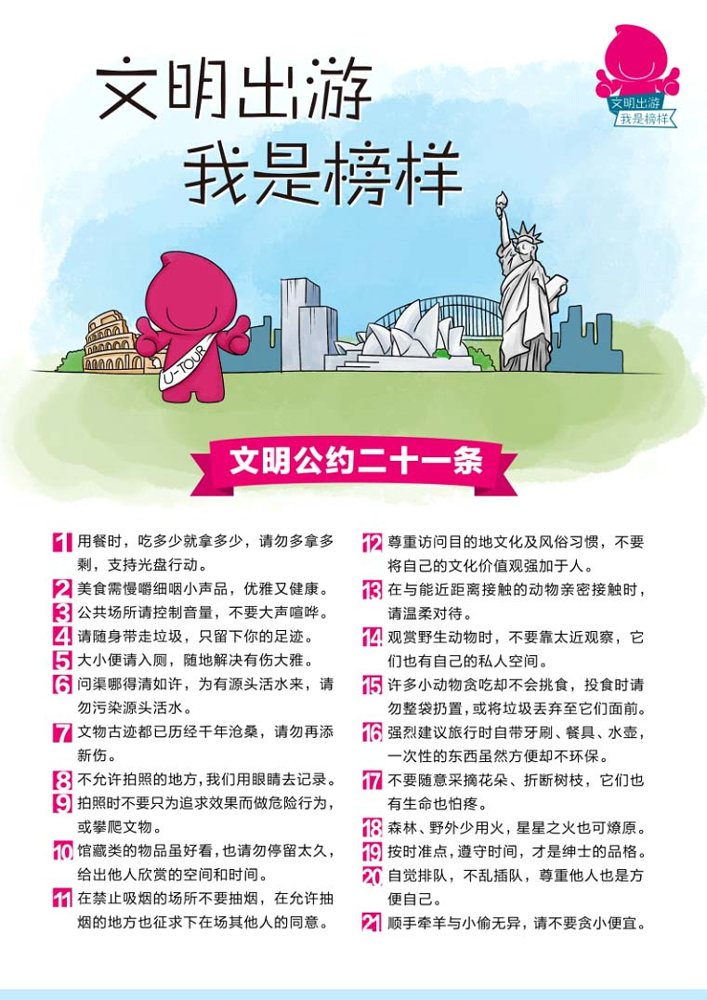 文明出游
我是榜样
文明出游
我是榜样
U-TOUR
文明公约二十一条
1 用餐时，吃多少就拿多少，请勿多拿多
剩，支持光盘行动。
2 美食需慢嚼细咽小声品，优雅又健康。
3 公共场所请控制音量，不要大声喧哗。
4 请随身带走垃圾，只留下你的足迹。
5 大小便请入厕，随地解决有伤大雅。
6 问渠哪得清如许，为有源头活水来，请
勿污染源头活水。
7 文物古迹都已历经千年沧桑，请勿再添
新伤。
8 不允许拍照的地方，我们用眼睛去记录。
9 拍照时不要只为追求效果而做危险行为，
或攀爬文物。
10 馆藏类的物品虽好看，也请勿停留太久，
给出他人欣赏的空间和时间。
11 在禁止吸烟的场所不要抽烟，在允许抽
烟的地方也征求下在场其他人的同意。
12 尊重访问目的地文化及风俗习惯，不要
将自己的文化价值观强加于人。
13 在与能近距离接触的动物亲密接触时，
请温柔对待。
14 观赏野生动物时，不要靠太近观察，它
们也有自己的私人空间。
15 许多小动物贪吃却不会挑食，投食时请
勿整袋扔置，或将垃圾丢弃至它们面前。
16 强烈建议旅行时自带牙刷、餐具、水壶，
一次性的东西虽然方便却不环保。
17 不要随意采摘花朵、折断树枝，它们也
有生命也怕疼。
18 森林、野外少用火，星星之火也可燎原。
19 按时准点，遵守时间，才是绅士的品格。
20 自觉排队，不乱插队，尊重他人也是方
便自己。
21 顺手牵羊与小偷无异，请不要贪小便宜。